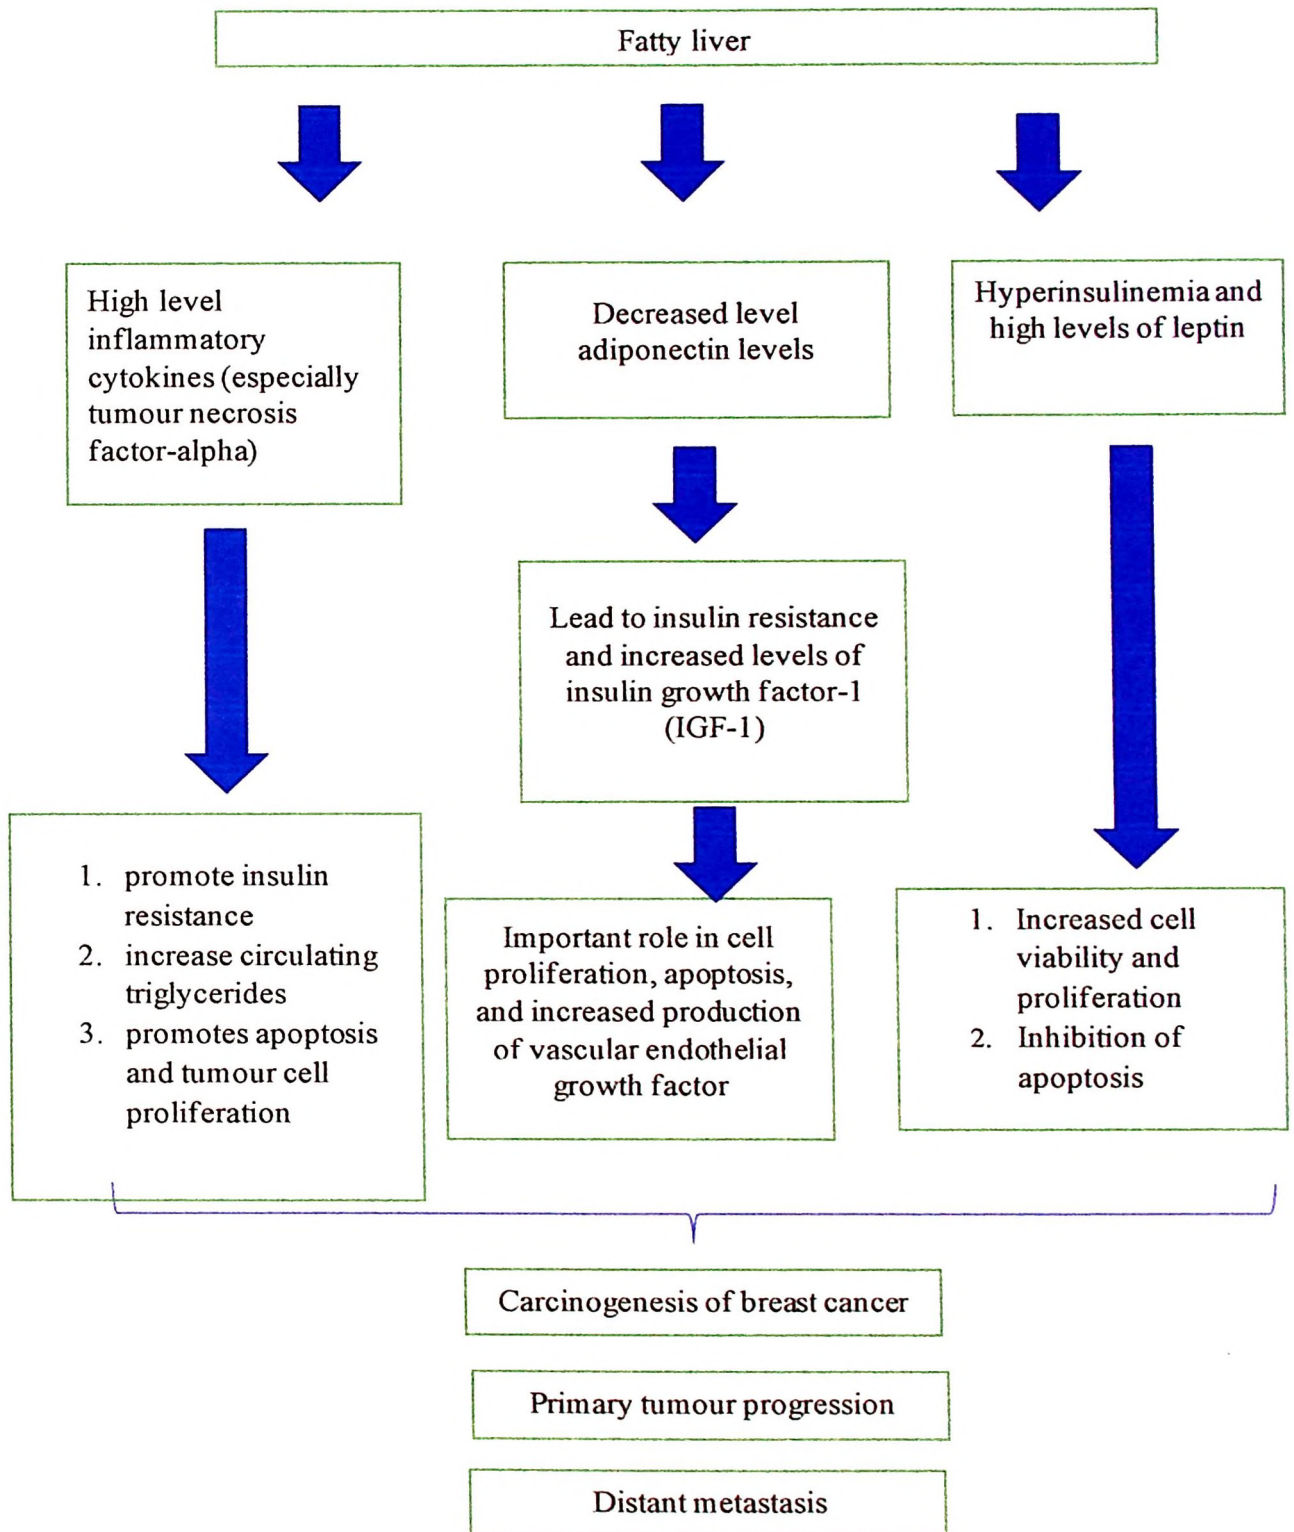 Fatty liver
High level
inflammatory
cytokines (especially
tumour necrosis
factor-alpha)
Decreased level
adiponectin levels
Hyperinsulinemia and
high levels of leptin
Lead to insulin resistance
and increased levels of
insulin growth factor-1
(IGF-1)
1. promote insulin
resistance
2. increase circulating
triglycerides
3. promotes apoptosis
and tumour cell
proliferation
Important role in cell
proliferation, apoptosis,
and increased production
of vascular endothelial
growth factor
1. Increased cell
viability and
proliferation
2. Inhibition of
apoptosis
Carcinogenesis of breast cancer
Primary tumour progression
Distant metastasis